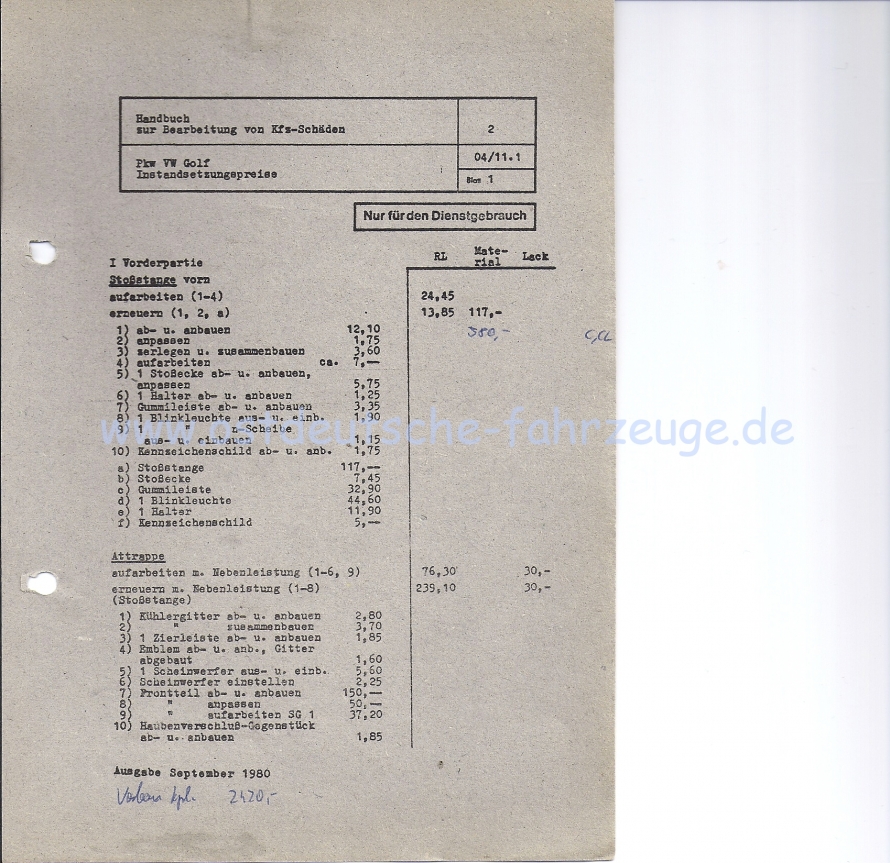 Handbuch
zur Bearbeitung von Kfz-Schäden
2
Pkw VW Golf
Instandsetzungspreise
04/11.1
Blatt 1
Nur für den Dienstgebrauch
RL Mate- Lack
rial
I Vorderpartie
Stoßstange vorn
aufarbeiten (1-4) 24,45
erneuern (1, 2, a) 13,85 117,-
1) ab- u. anbauen 12,10 380,-
2) anpassen 1,75
3) zerlegen u. zusammenbauen 3,60
4) aufarbeiten ca. 7,--
5) 1 Stoßecke ab- u. anbauen,
anpassen 5,75
6) 1 Halter ab- u. anbauen 1,25
7) Gummileiste ab- u. anbauen 3,35
8) 1 Blinkleuchte aus- u. einb. 1,90
9) " n-Scheibe
aus- u. einbauen 1,15
10) Kennzeichenschild ab- u. anb. 1,75
www.ostdeutsche-fahrzeuge.de
a) Stoßstange 117,--
b) Stoßecke 7,45
c) Gummileiste 32,90
d) 1 Blinkleuchte 44,60
e) 1 Halter 11,90
f) Kennzeichenschild 5,--
Attrappe
aufarbeiten m. Nebenleistung (1-6, 9) 76,30 30,-
erneuern m. Nebenleistung (1-8) 239,10 30,-
(Stoßstange)
1) Kühlergitter ab- u. anbauen 2,80
2) " zusammenbauen 3,70
3) 1 Zierleiste ab- u. anbauen 1,85
4) Emblem ab- u. anb., Gitter
abgebaut 1,60
5) 1 Scheinwerfer aus- u. einb. 5,60
6) Scheinwerfer einstellen 2,25
7) Frontteil ab- u. anbauen 150,--
8) " anpassen 50,--
9) " aufarbeiten SG 1 37,20
10) Haubenverschluß-Gegenstück
ab- u. anbauen 1,85
Ausgabe September 1980
kpl. 2420,-